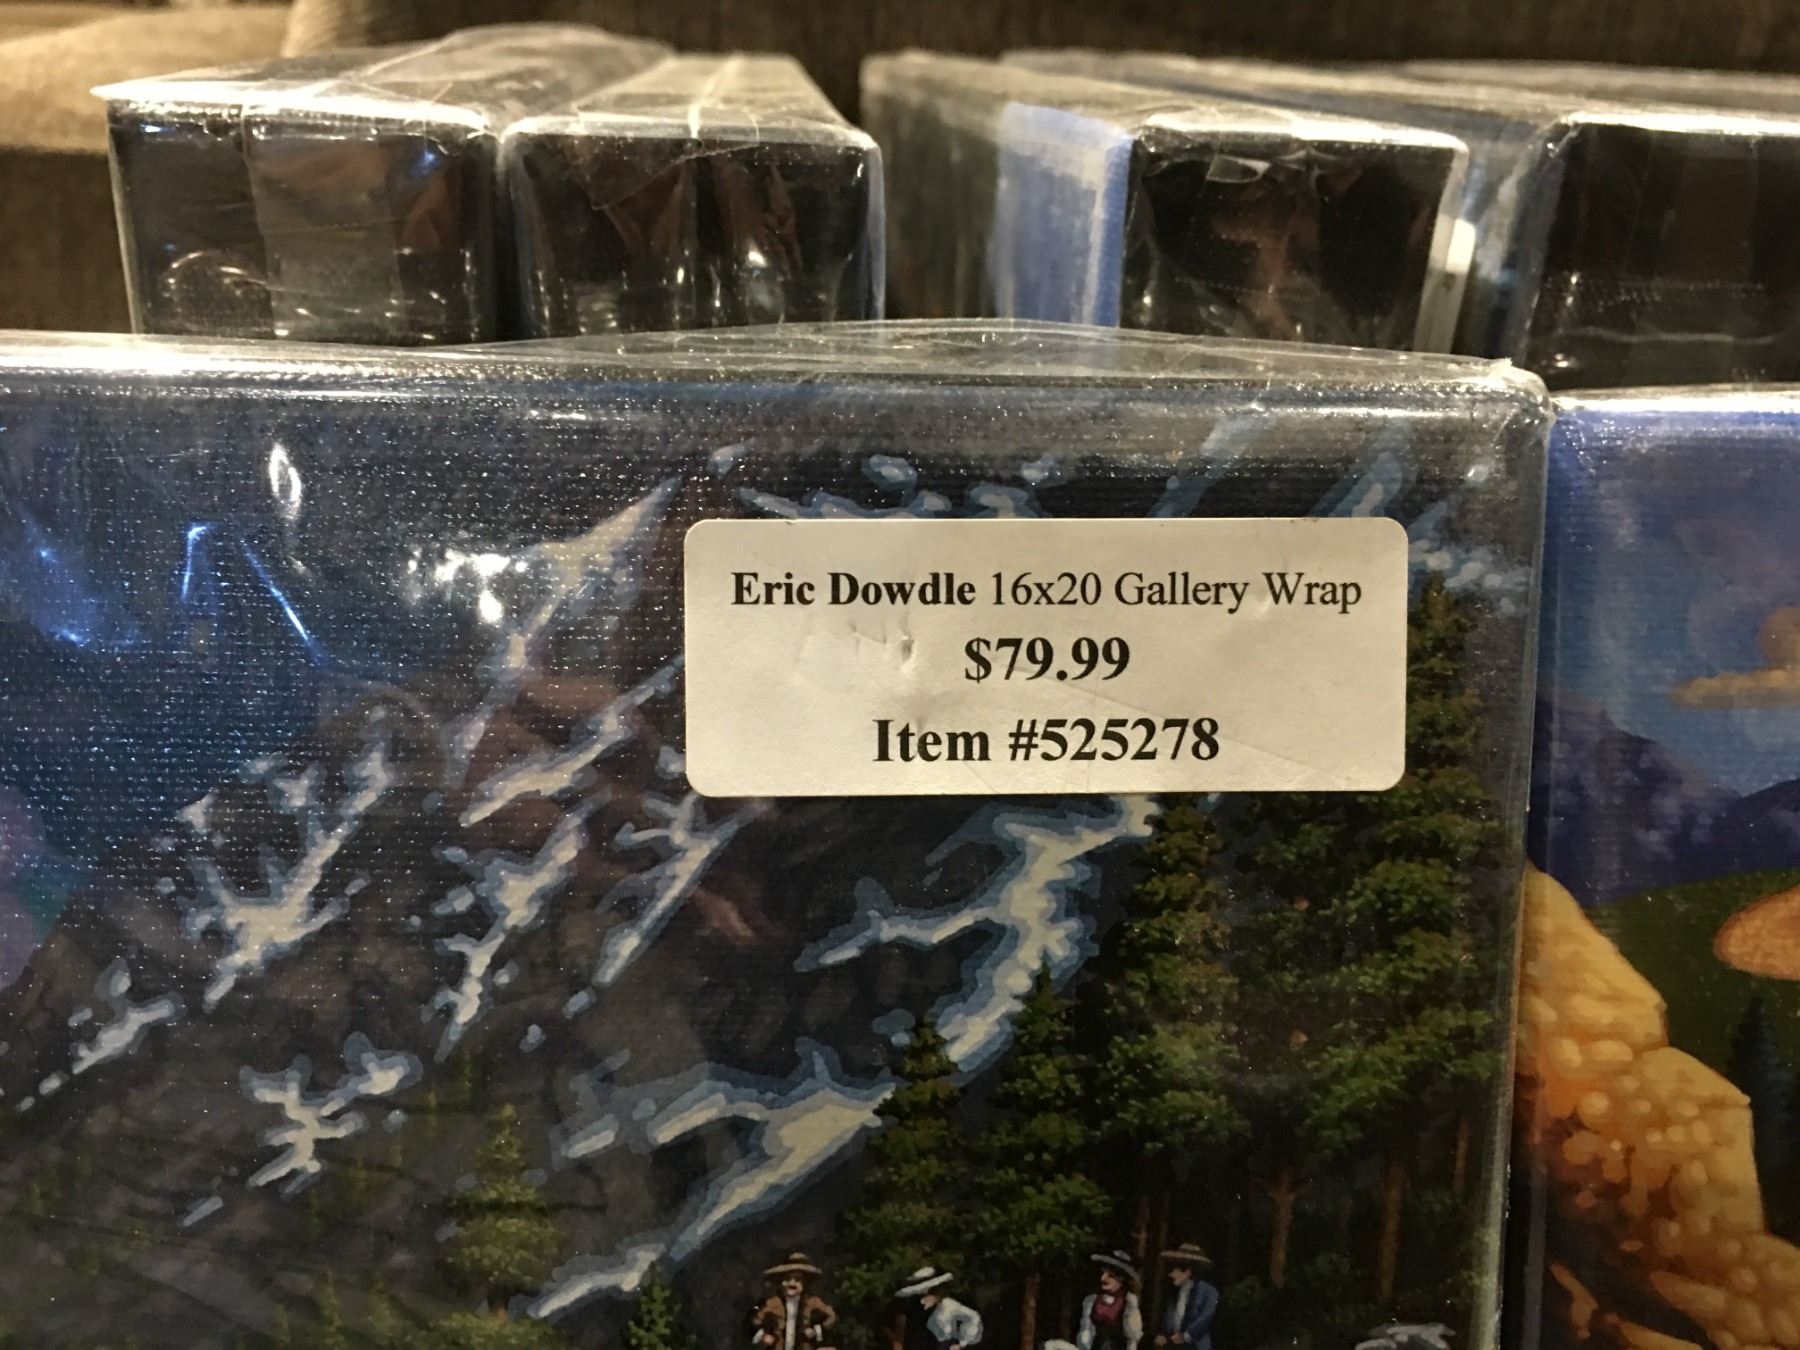 Eric Dowdle 16x20 Gallery Wrap
$79.99
Item #525278